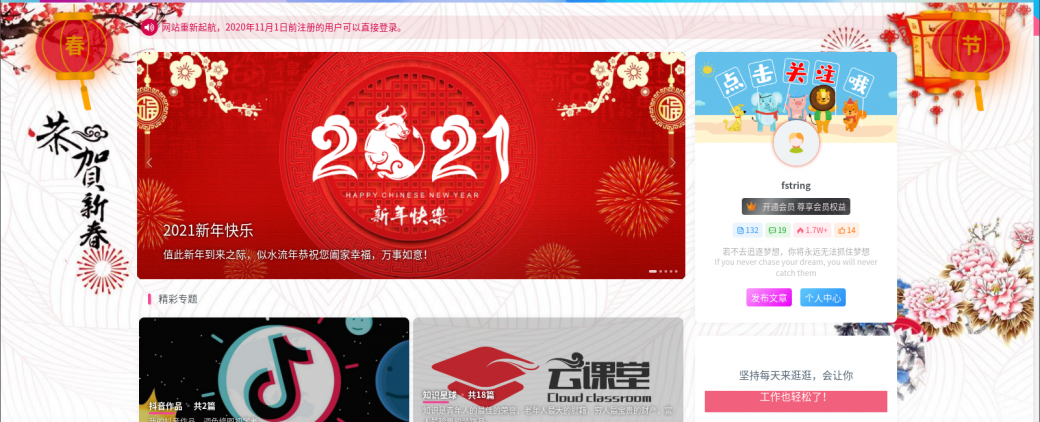 网站重新起航，2020年11月1日前注册的用户可以直接登录。
春
节
恭
贺新春
福
福
2021
HAPPY CHINESE NEW YEAR
新年快樂
2021新年快乐
值此新年到来之际，似水流年恭祝您阖家幸福，万事如意！
点击关注哦
fstring
开通会员 尊享会员权益
132
19
1.7W+
14
若不去追逐梦想，你将永远无法抓住梦想
If you never chase your dream, you will never
catch them
发布文章
个人中心
精彩专题
云课堂
Cloud classroom
抖音作品
共2篇
知识星球
共18篇
坚持每天来逛逛，会让你
工作也轻松了！